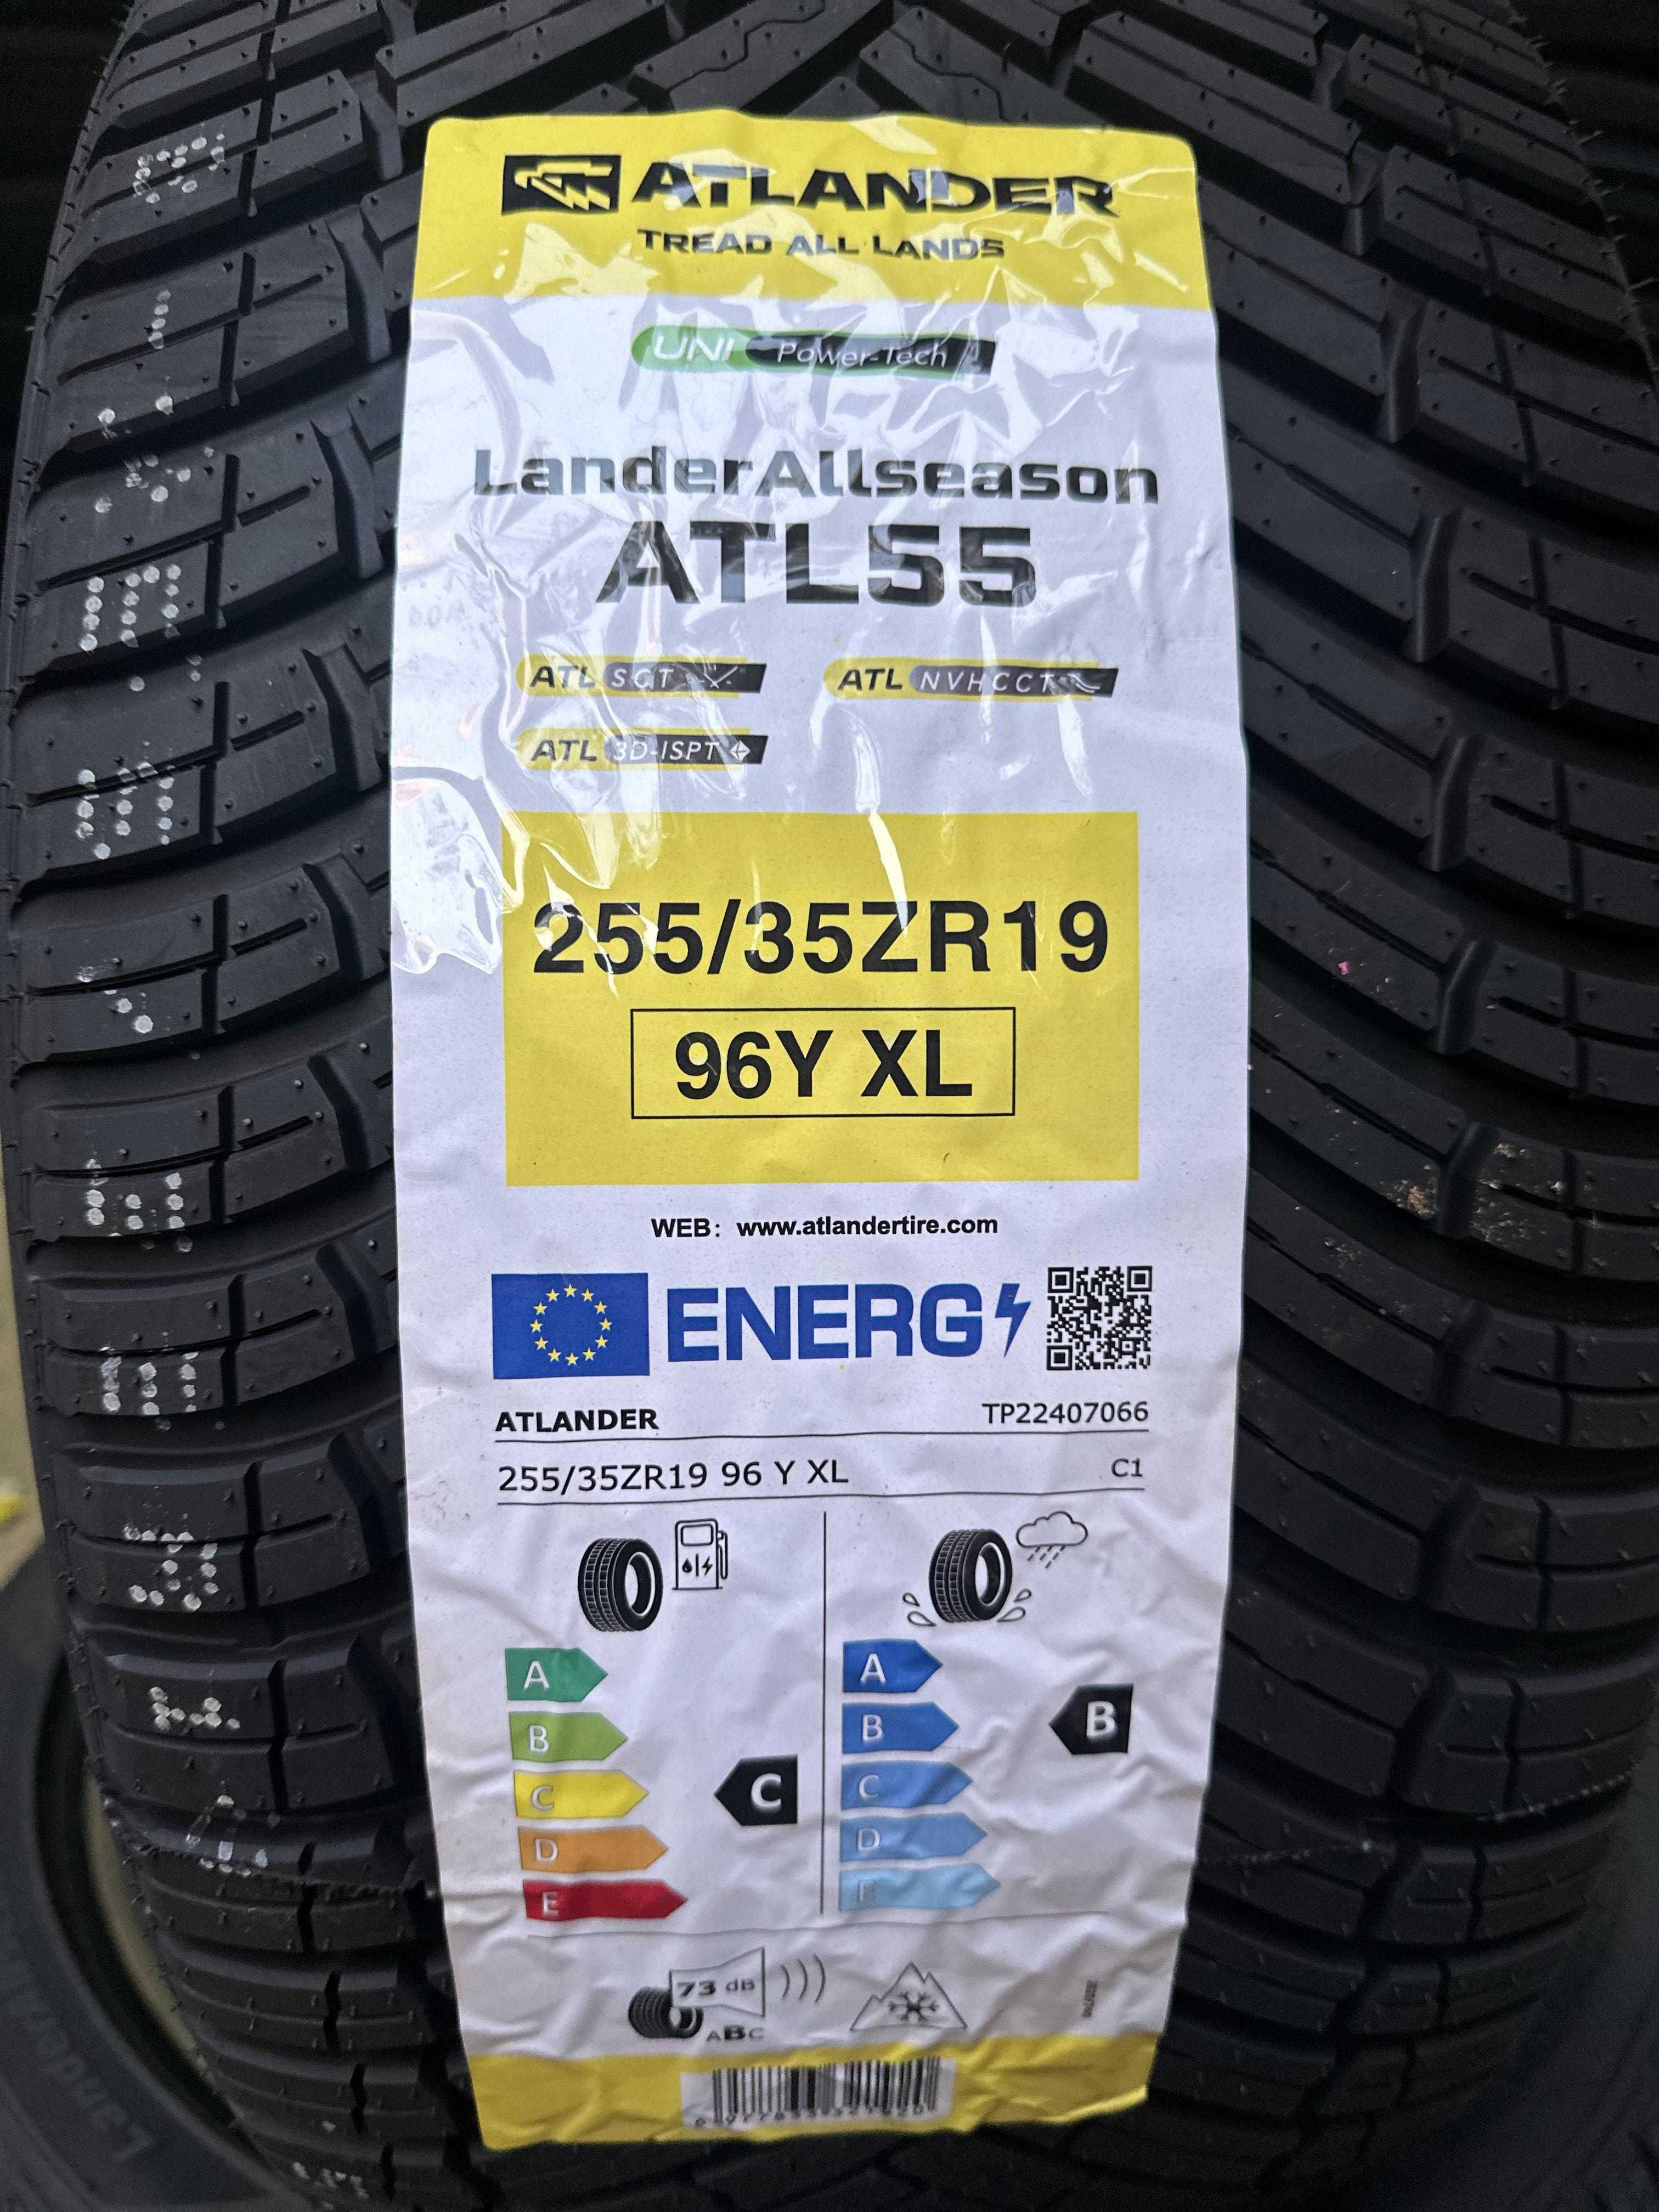 ATLANDER
TREAD ALL LANDS
UNI Power-Tech
LanderAllseason
ATL55
ATL SCT ATL NVHCCT
ATL 3D-ISPT
255/35ZR19
96Y XL
WEB: www.atlandertire.com
ENERG
ATLANDER TP22407066
255/35ZR19 96 Y XL C1
A A
B B B
C C C
D D
E E
73 dB
ABC